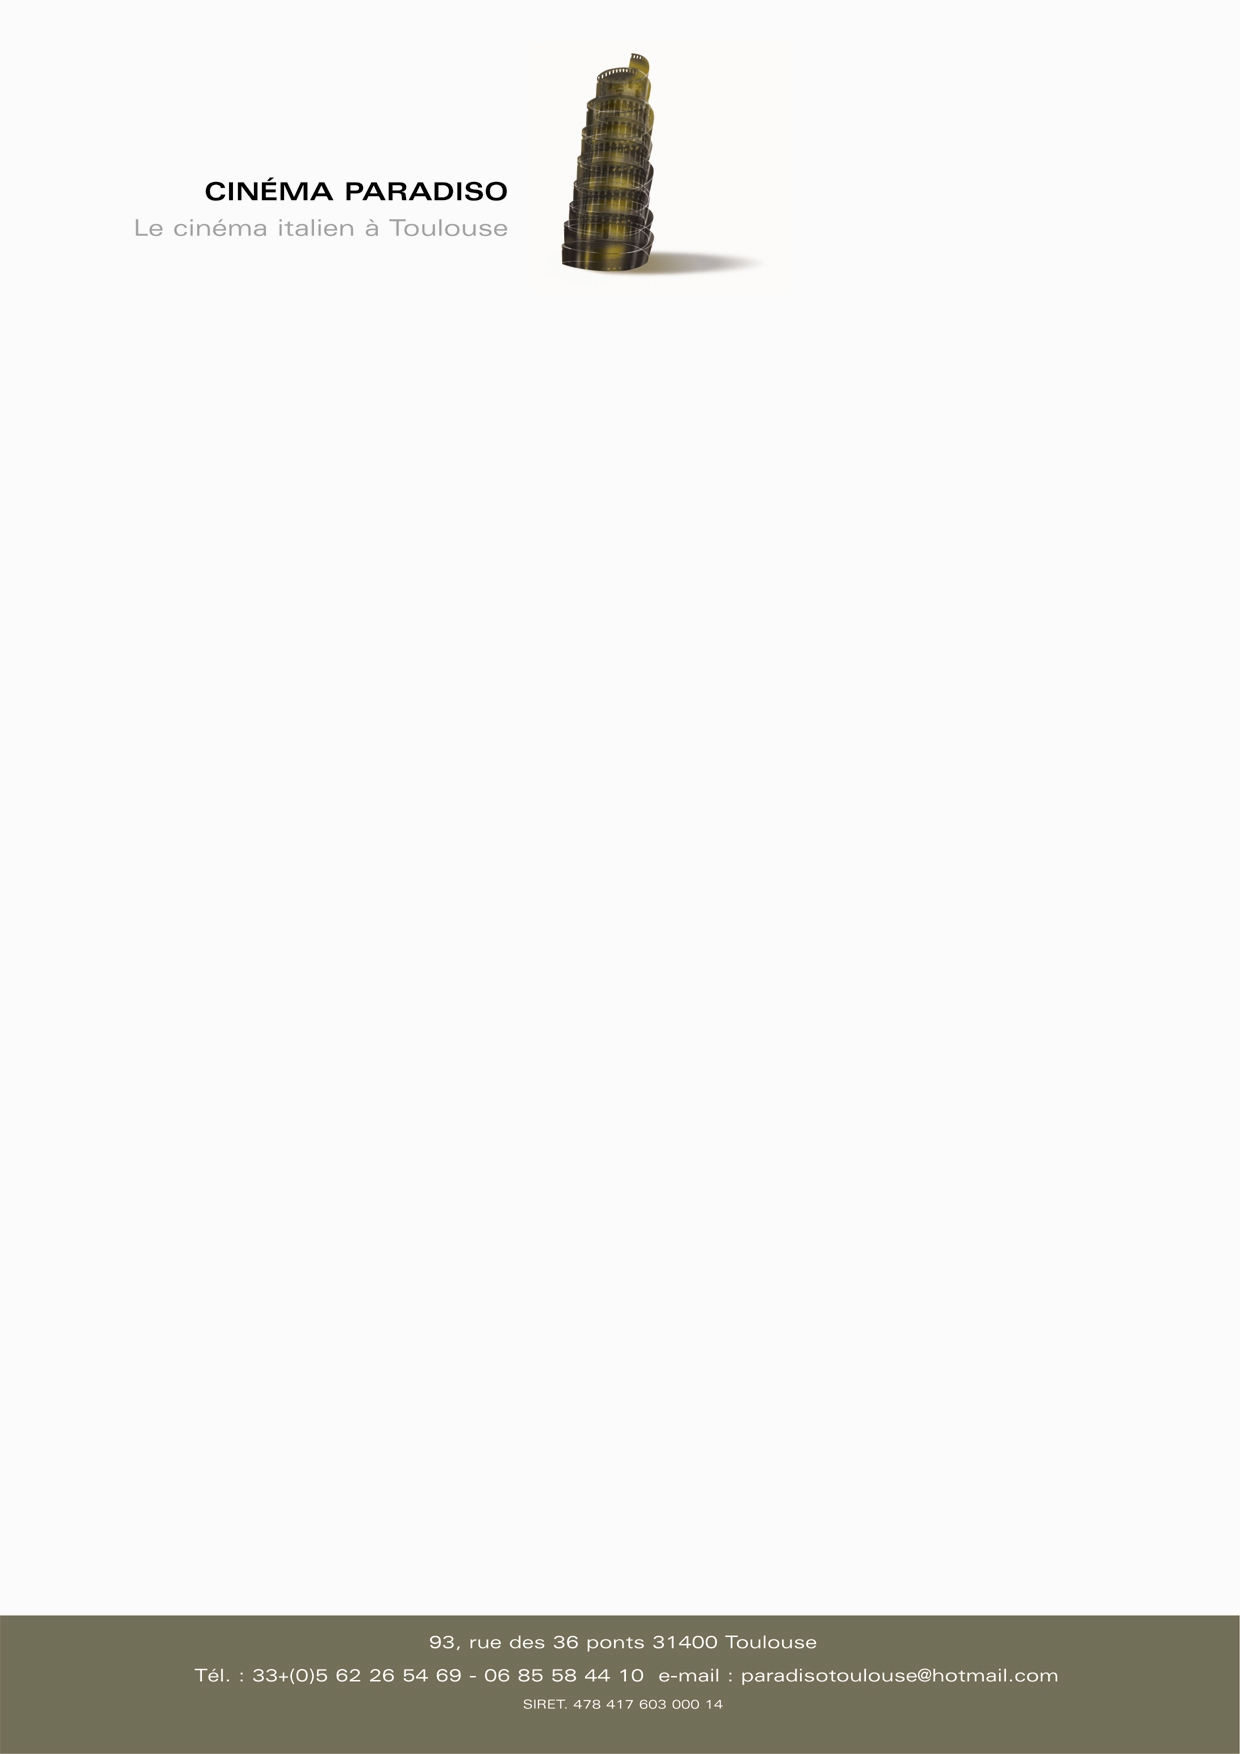 CINÉMA PARADISO
Le cinéma italien à Toulouse
93, rue des 36 ponts 31400 Toulouse
Tél. : 33+(0)5 62 26 54 69 - 06 85 58 44 10  e-mail : paradisotoulouse@hotmail.com
SIRET. 478 417 603 000 14